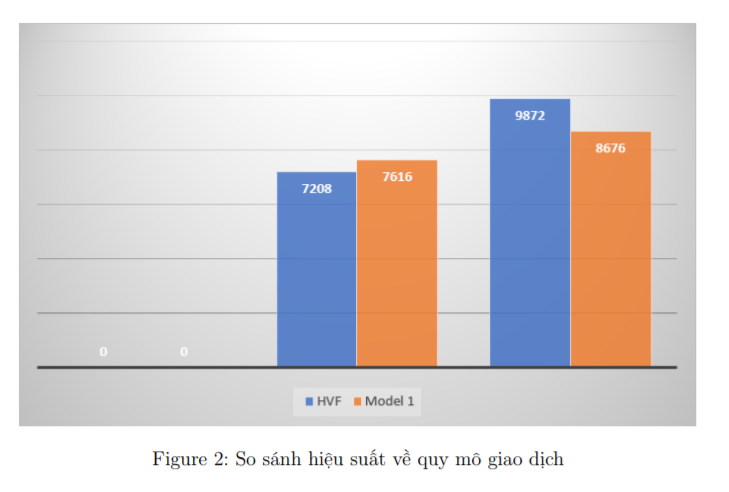 9872
8676
7616
7208
0 0
HVF Model 1
Figure 2: So sánh hiệu suất về quy mô giao dịch